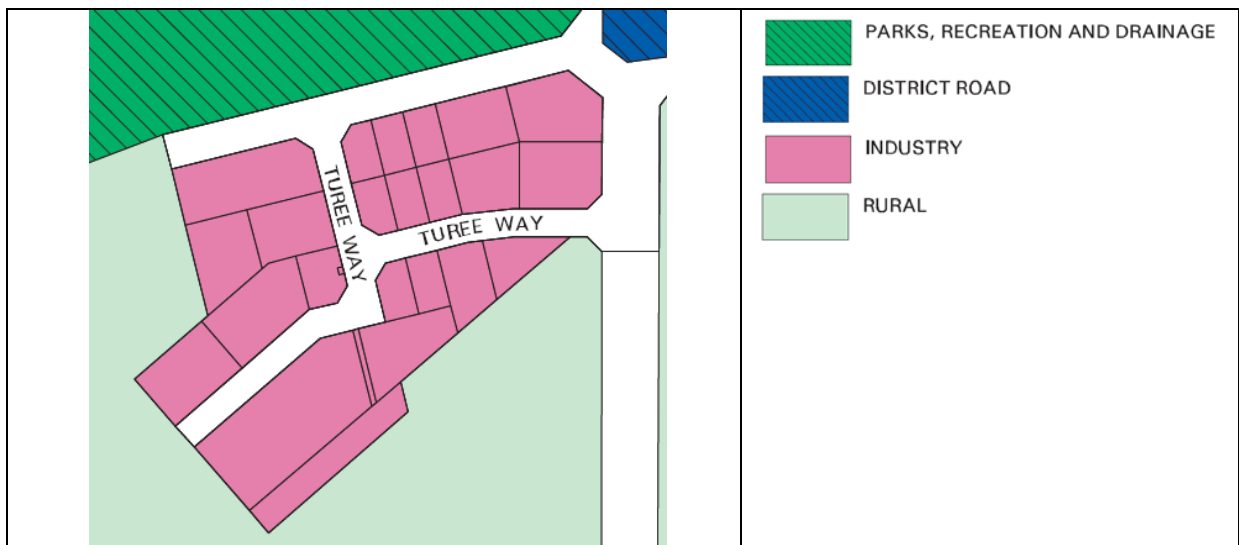 TUREE WAY
TUREE WAY
PARKS, RECREATION AND DRAINAGE
DISTRICT ROAD
INDUSTRY
RURAL